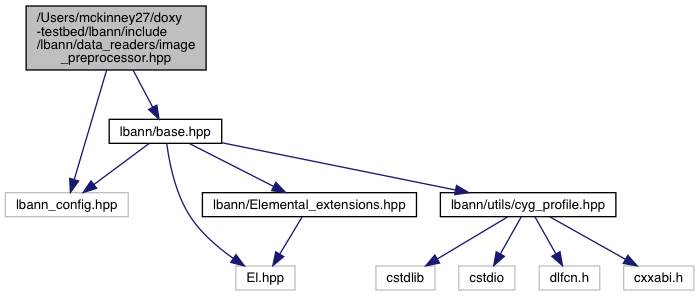 /Users/mckinney27/doxy
-testbed/lbann/include
/lbann/data_readers/image
_preprocessor.hpp
lbann/base.hpp
lbann_config.hpp
lbann/Elemental_extensions.hpp
lbann/utils/cyg_profile.hpp
El.hpp
cstdlib
cstdio
dlfcn.h
cxxabi.h